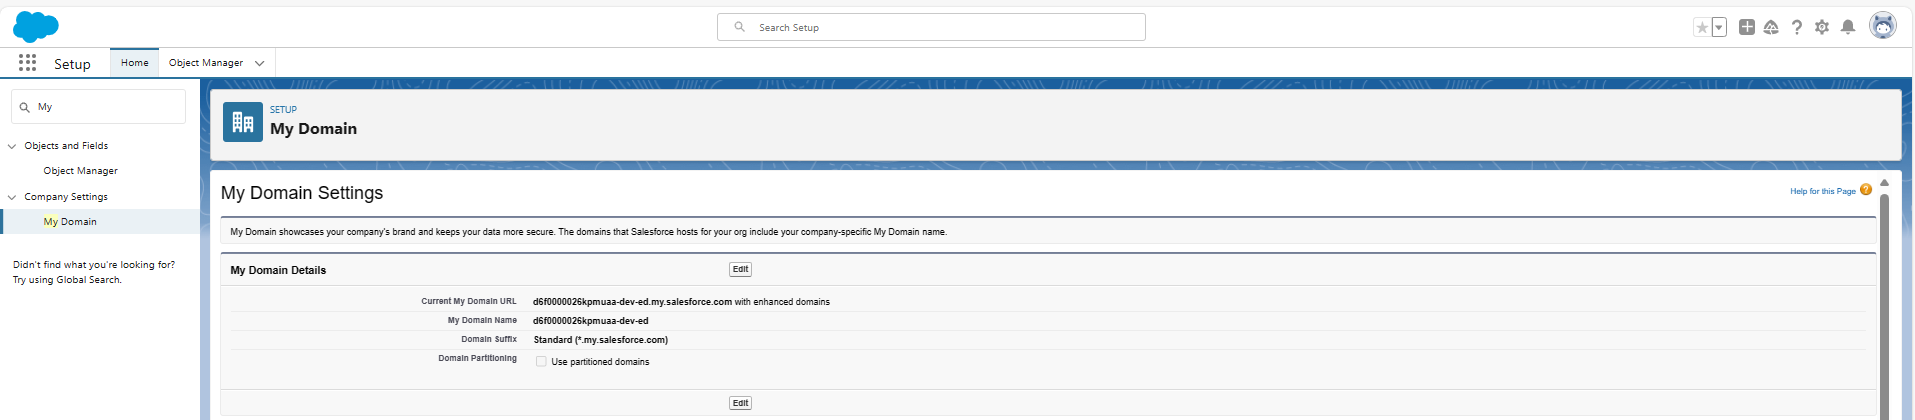 Search Setup
Setup
Home
Object Manager
My
Objects and Fields
Object Manager
Company Settings
My Domain
Didn't find what you're looking for?
Try using Global Search.
SETUP
My Domain
My Domain Settings
Help for this Page ?
My Domain showcases your company's brand and keeps your data more secure. The domains that Salesforce hosts for your org include your company-specific My Domain name.
My Domain Details Edit
Current My Domain URL d6f0000026kpmuaa-dev-ed.my.salesforce.com with enhanced domains
My Domain Name d6f0000026kpmuaa-dev-ed
Domain Suffix Standard (*.my.salesforce.com)
Domain Partitioning Use partitioned domains
Edit